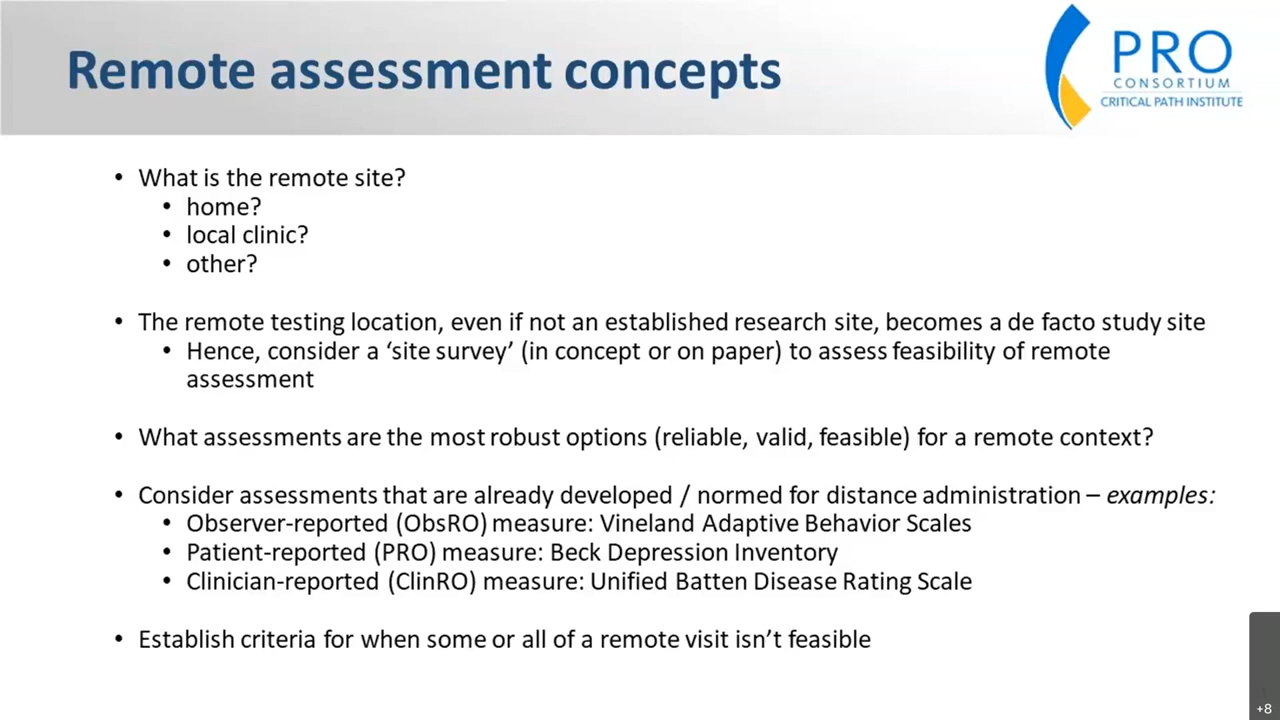 Remote assessment concepts
PRO
CONSORTIUM
CRITICAL PATH INSTITUTE
• What is the remote site?
• home?
• local clinic?
• other?
• The remote testing location, even if not an established research site, becomes a de facto study site
• Hence, consider a ‘site survey’ (in concept or on paper) to assess feasibility of remote
assessment
• What assessments are the most robust options (reliable, valid, feasible) for a remote context?
• Consider assessments that are already developed / normed for distance administration – examples:
• Observer-reported (ObsRO) measure: Vineland Adaptive Behavior Scales
• Patient-reported (PRO) measure: Beck Depression Inventory
• Clinician-reported (ClinRO) measure: Unified Batten Disease Rating Scale
• Establish criteria for when some or all of a remote visit isn’t feasible
+8